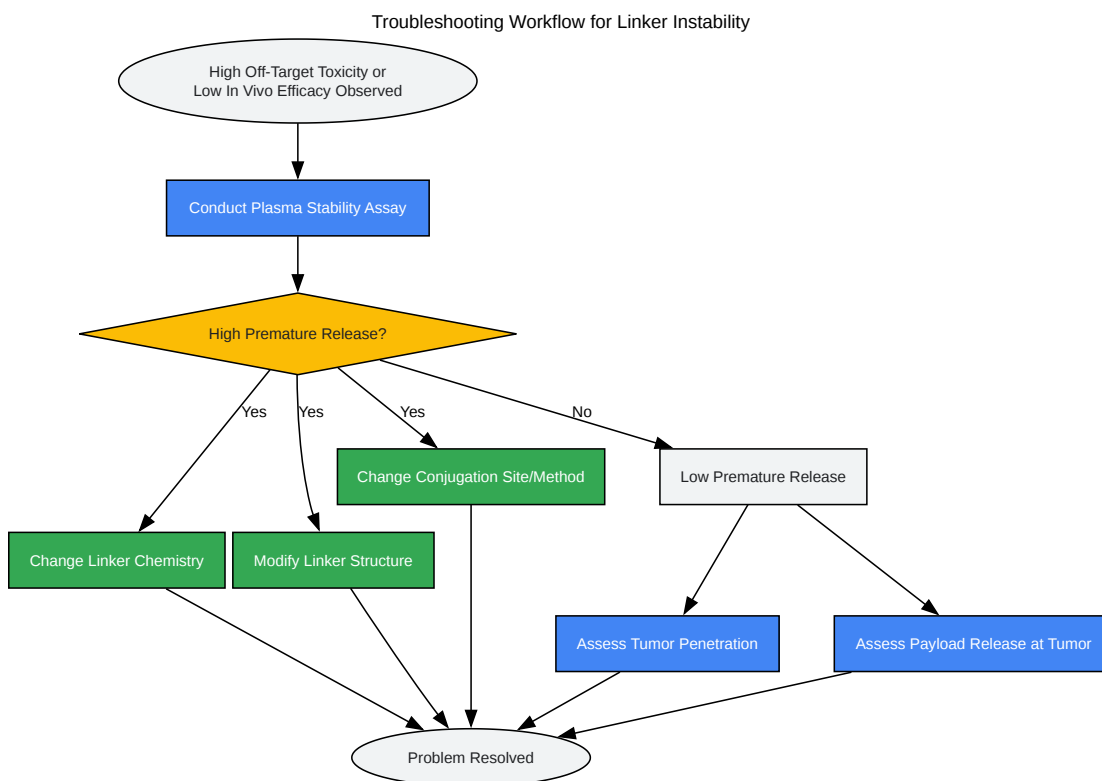 Troubleshooting Workflow for Linker Instability
High Off-Target Toxicity or
Low In Vivo Efficacy Observed
Conduct Plasma Stability Assay
High Premature Release?
Yes
Yes
Yes
No
Change Conjugation Site/Method
Low Premature Release
Change Linker Chemistry
Modify Linker Structure
Assess Tumor Penetration
Assess Payload Release at Tumor
Problem Resolved